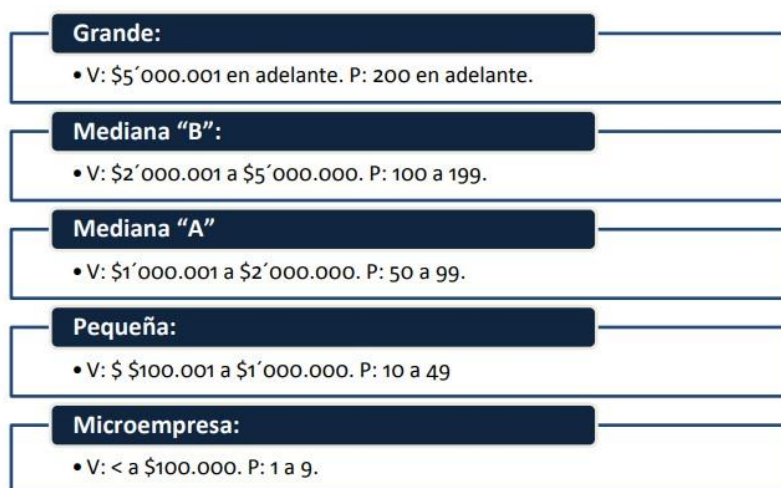 Grande:
• V: $5´000.001 en adelante. P: 200 en adelante.
Mediana “B”:
• V: $2´000.001 a $5´000.000. P: 100 a 199.
Mediana “A”
• V: $1´000.001 a $2´000.000. P: 50 a 99.
Pequeña:
• V: $ $100.001 a $1´000.000. P: 10 a 49
Microempresa:
• V: < a $100.000. P: 1 a 9.